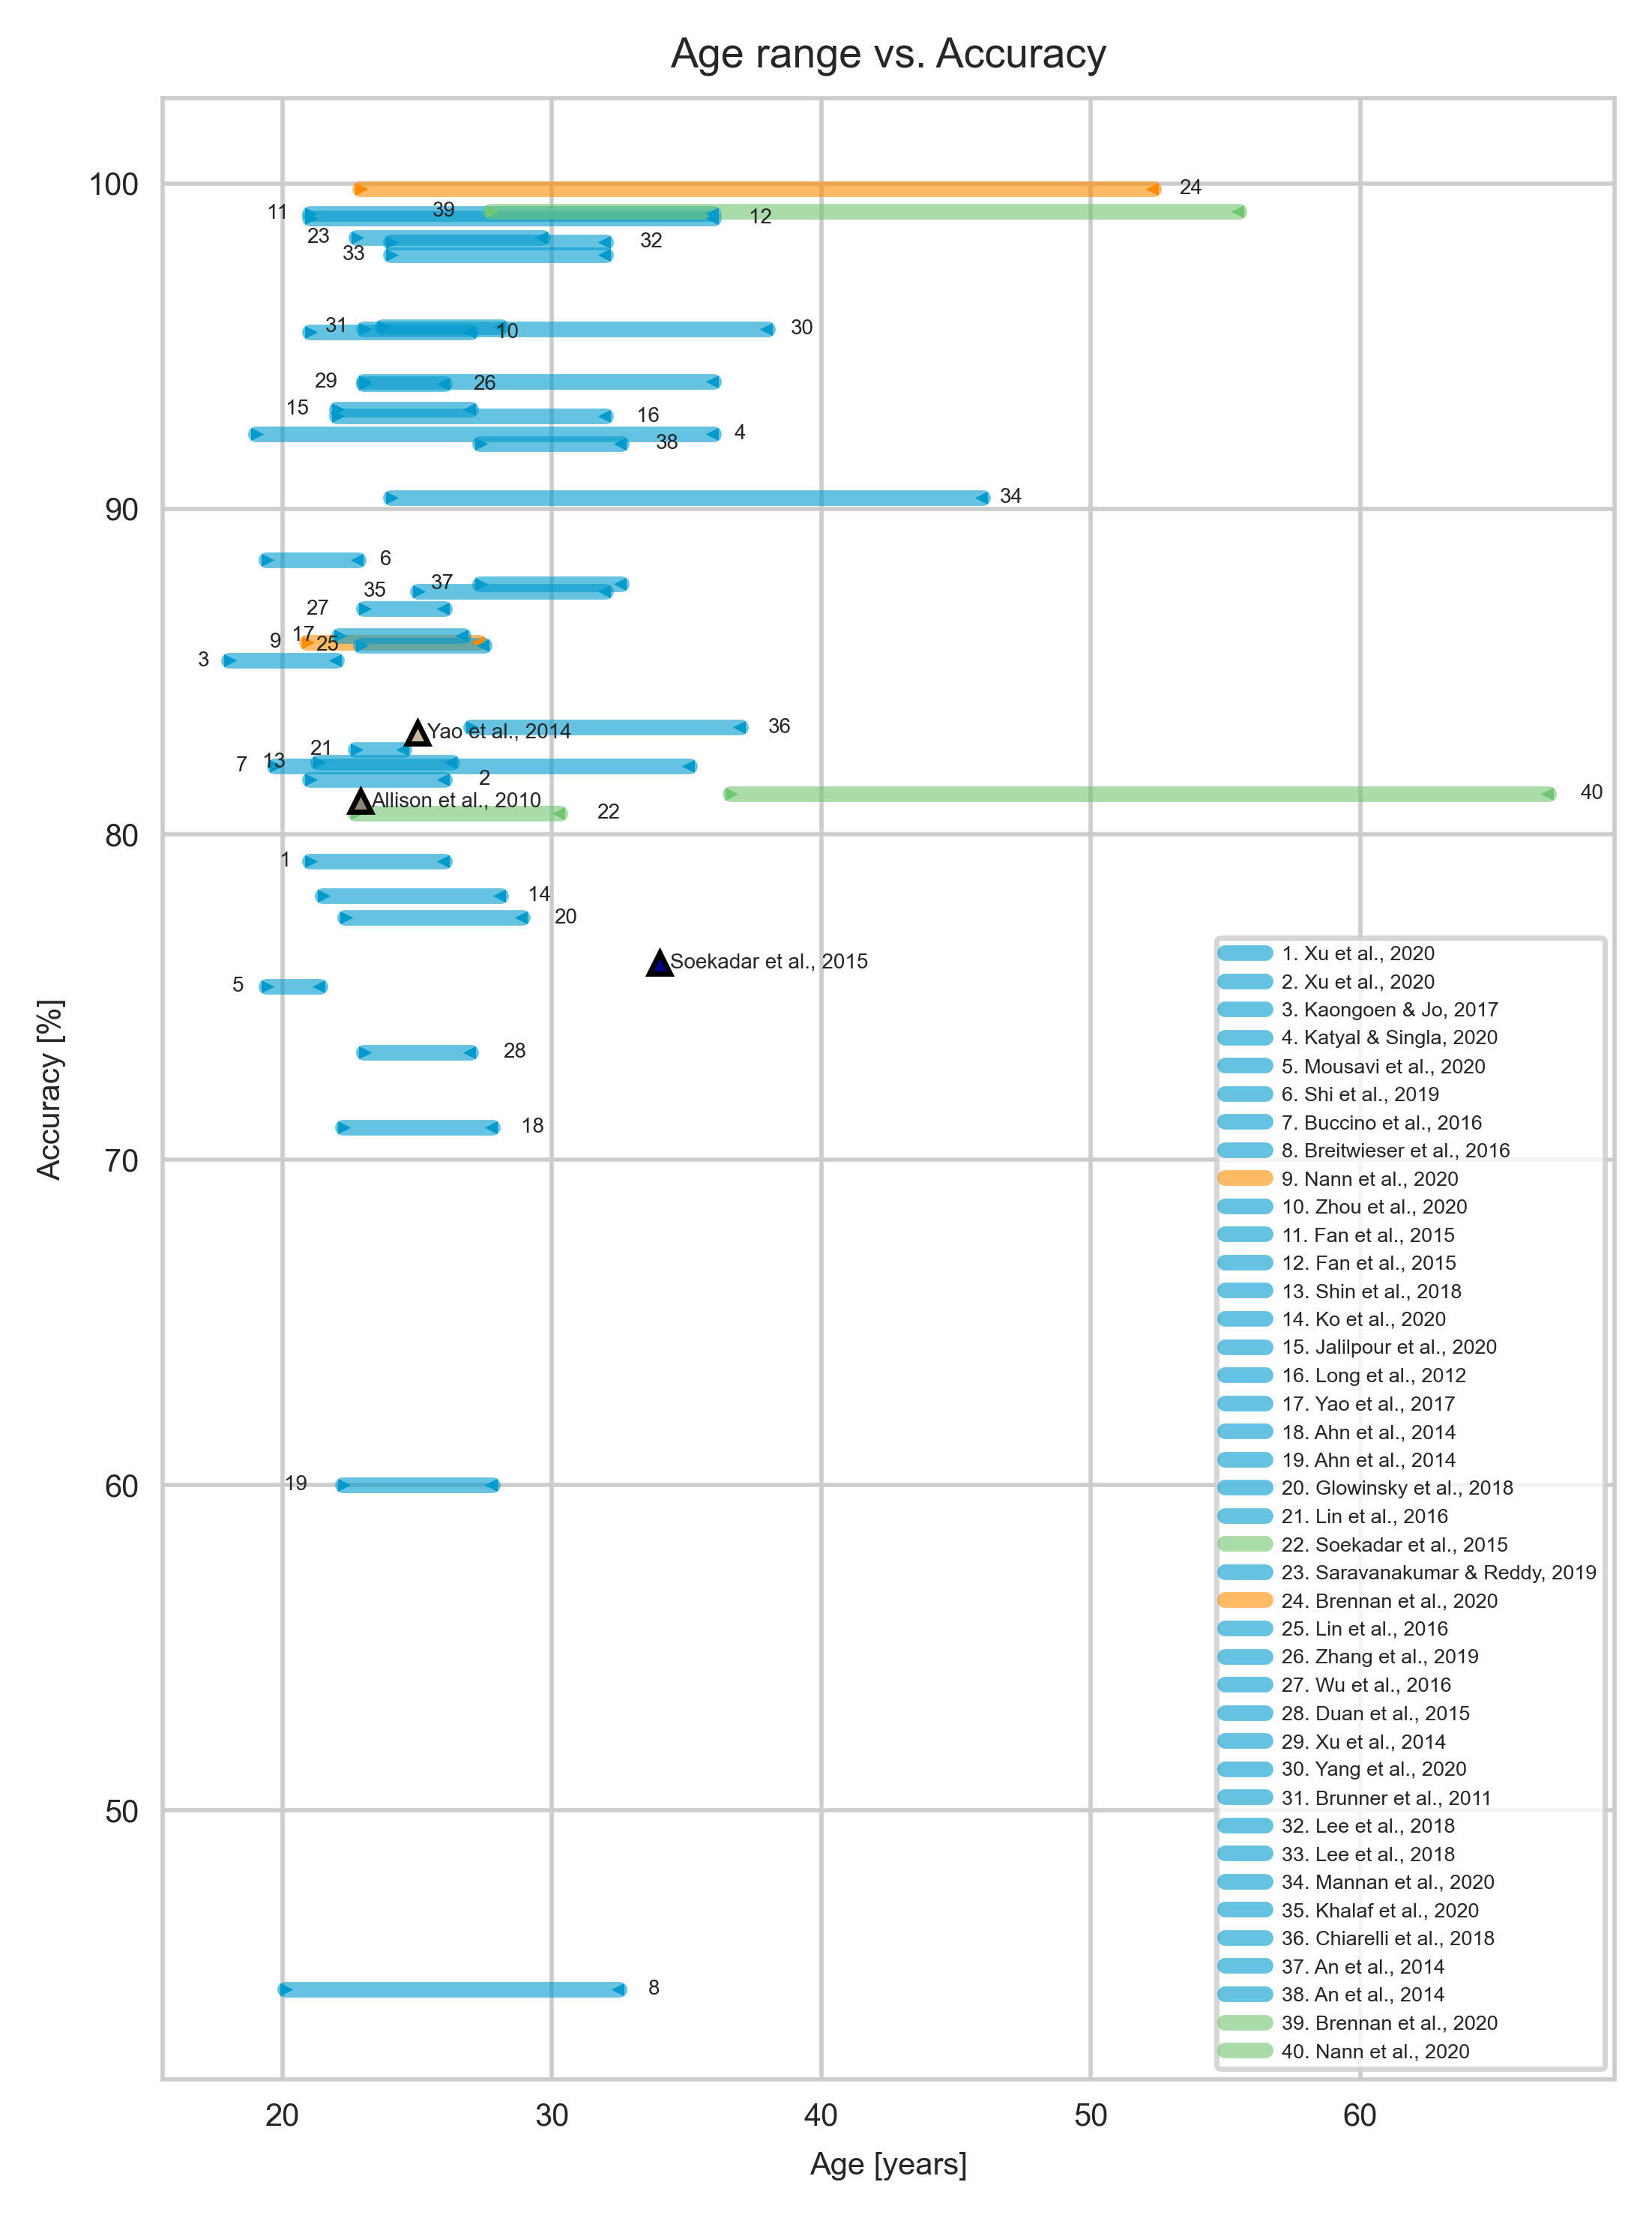 Age range vs. Accuracy
100
24
11
39
12
23
32
33
31
10
30
29
26
15
16
4
38
90
34
6
37
35
27
17
9
25
3
Yao et al., 2014
36
21
13
7
2
40
Allison et al., 2010
22
80
1
14
20
Soekadar et al., 2015
5
28
18
70
60
19
50
8
Accuracy [%]
1. Xu et al., 2020
2. Xu et al., 2020
3. Kaongoen & Jo, 2017
4. Katyal & Singla, 2020
5. Mousavi et al., 2020
6. Shi et al., 2019
7. Buccino et al., 2016
8. Breitwieser et al., 2016
9. Nann et al., 2020
10. Zhou et al., 2020
11. Fan et al., 2015
12. Fan et al., 2015
13. Shin et al., 2018
14. Ko et al., 2020
15. Jalilpour et al., 2020
16. Long et al., 2012
17. Yao et al., 2017
18. Ahn et al., 2014
19. Ahn et al., 2014
20. Glowinsky et al., 2018
21. Lin et al., 2016
22. Soekadar et al., 2015
23. Saravanakumar & Reddy, 2019
24. Brennan et al., 2020
25. Lin et al., 2016
26. Zhang et al., 2019
27. Wu et al., 2016
28. Duan et al., 2015
29. Xu et al., 2014
30. Yang et al., 2020
31. Brunner et al., 2011
32. Lee et al., 2018
33. Lee et al., 2018
34. Mannan et al., 2020
35. Khalaf et al., 2020
36. Chiarelli et al., 2018
37. An et al., 2014
38. An et al., 2014
39. Brennan et al., 2020
40. Nann et al., 2020
20
30
40
50
60
Age [years]